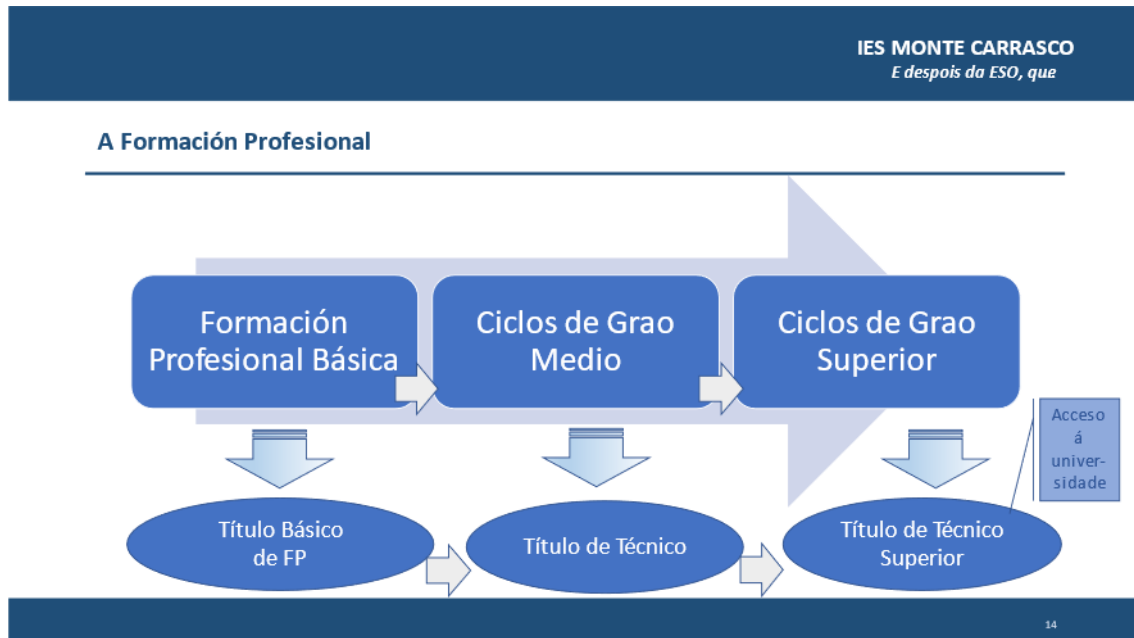 IES MONTE CARRASCO
E despois da ESO, que
A Formación Profesional
Formación
Profesional Básica
Ciclos de Grao
Medio
Ciclos de Grao
Superior
Acceso
á
univer-
sidade
Título Básico
de FP
Título de Técnico
Título de Técnico
Superior
14